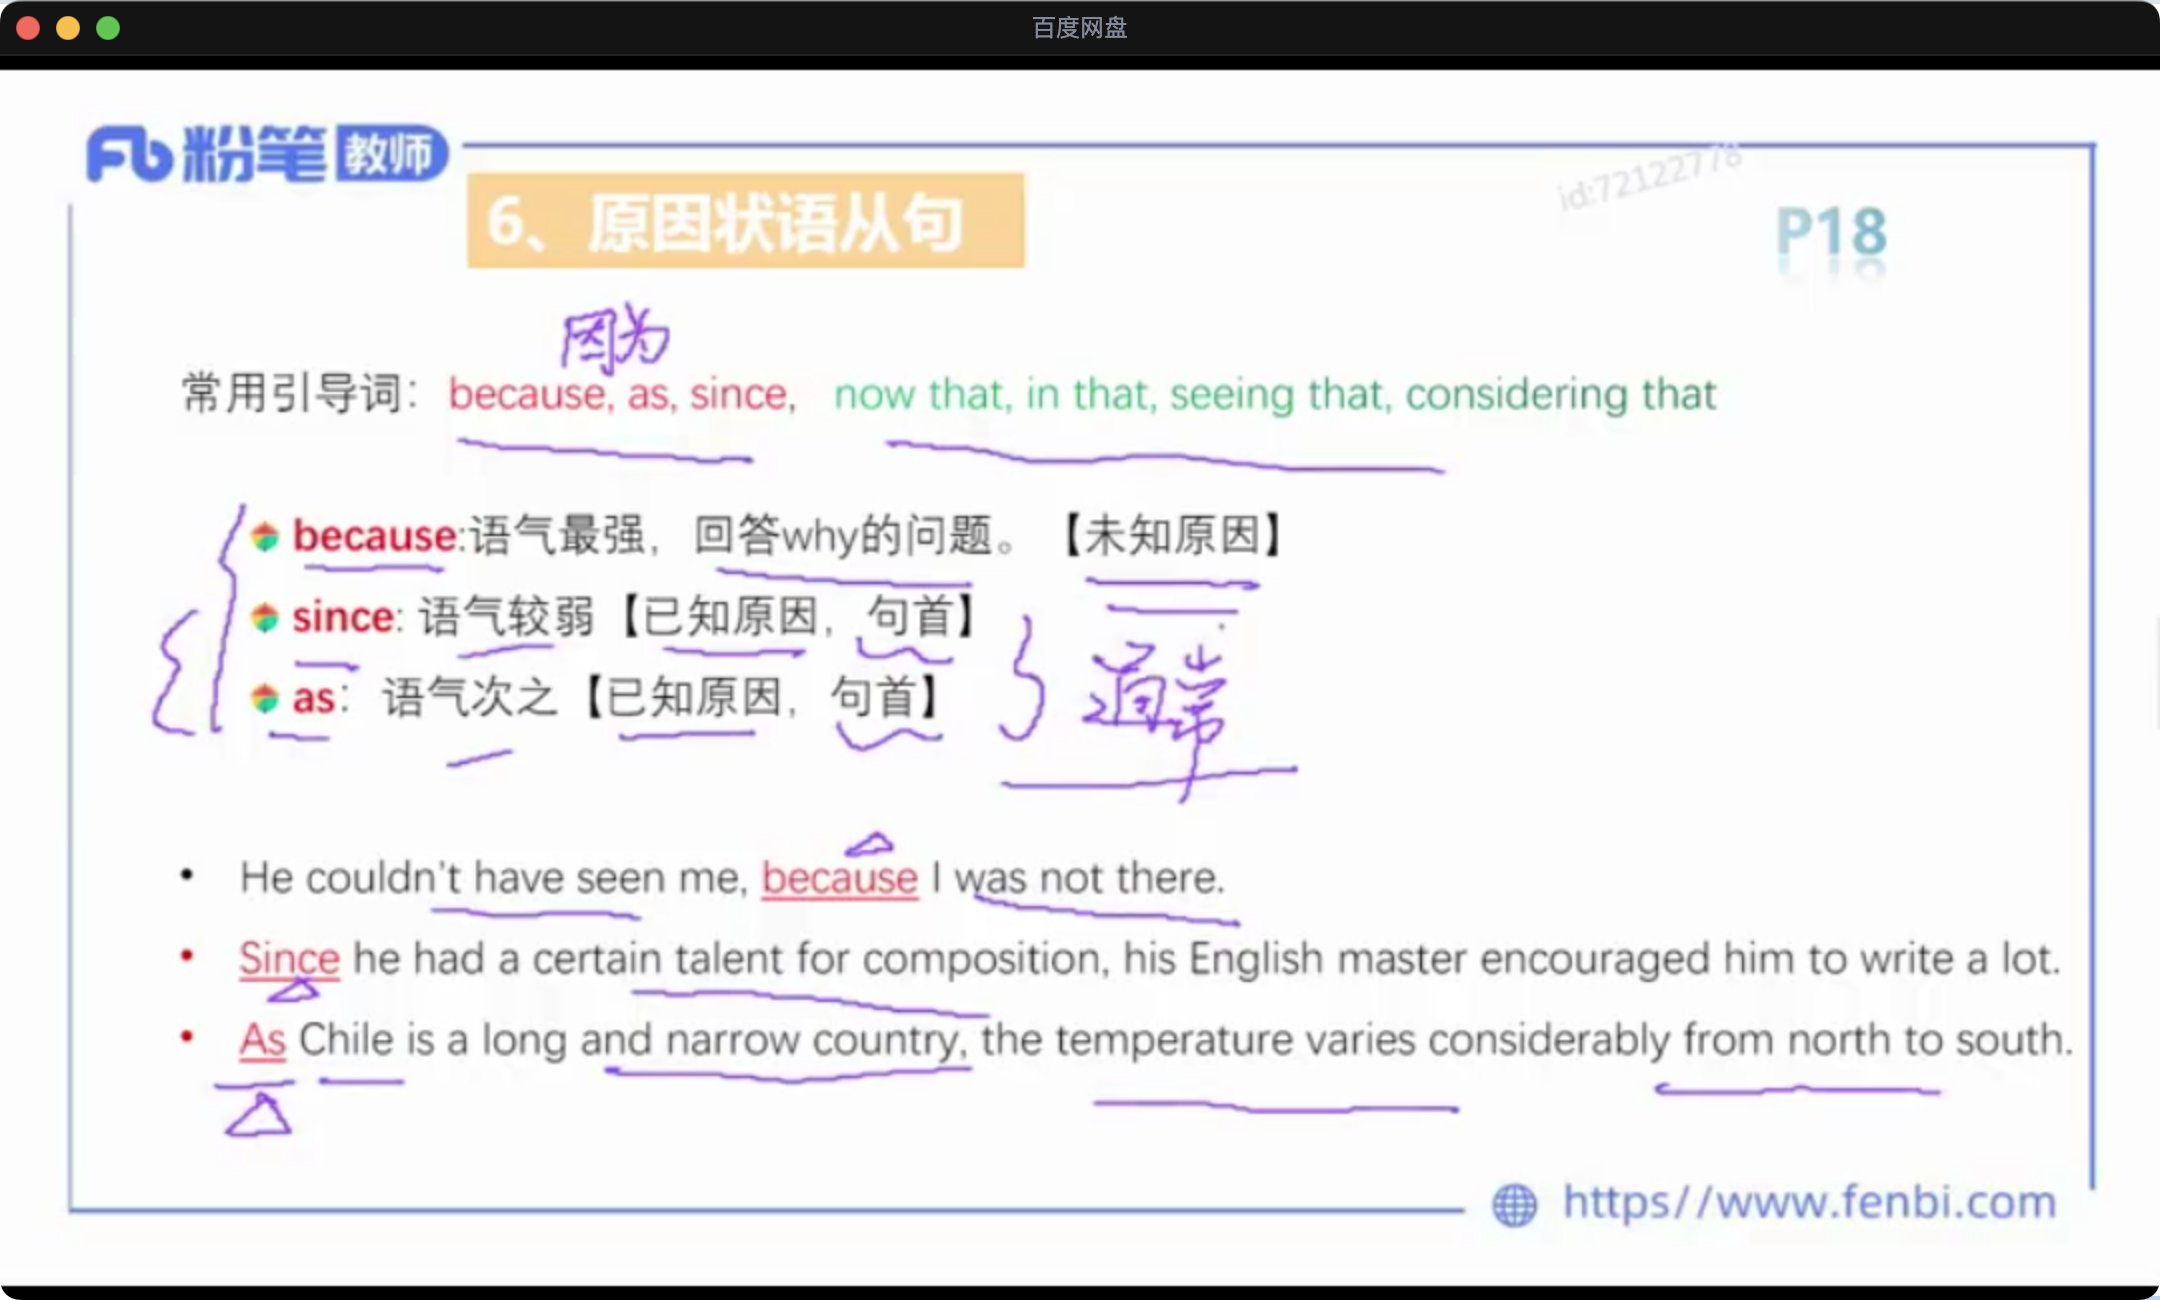 百度网盘
Fb 粉笔 教师
id:72122778
6、原因状语从句
P18
因为
常用引导词： because, as, since, now that, in that, seeing that, considering that
because:语气最强，回答why的问题。【未知原因】
since: 语气较弱【已知原因，句首】
as： 语气次之【已知原因，句首】
通常
• He couldn't have seen me, because I was not there.
• Since he had a certain talent for composition, his English master encouraged him to write a lot.
• As Chile is a long and narrow country, the temperature varies considerably from north to south.
https//www.fenbi.com